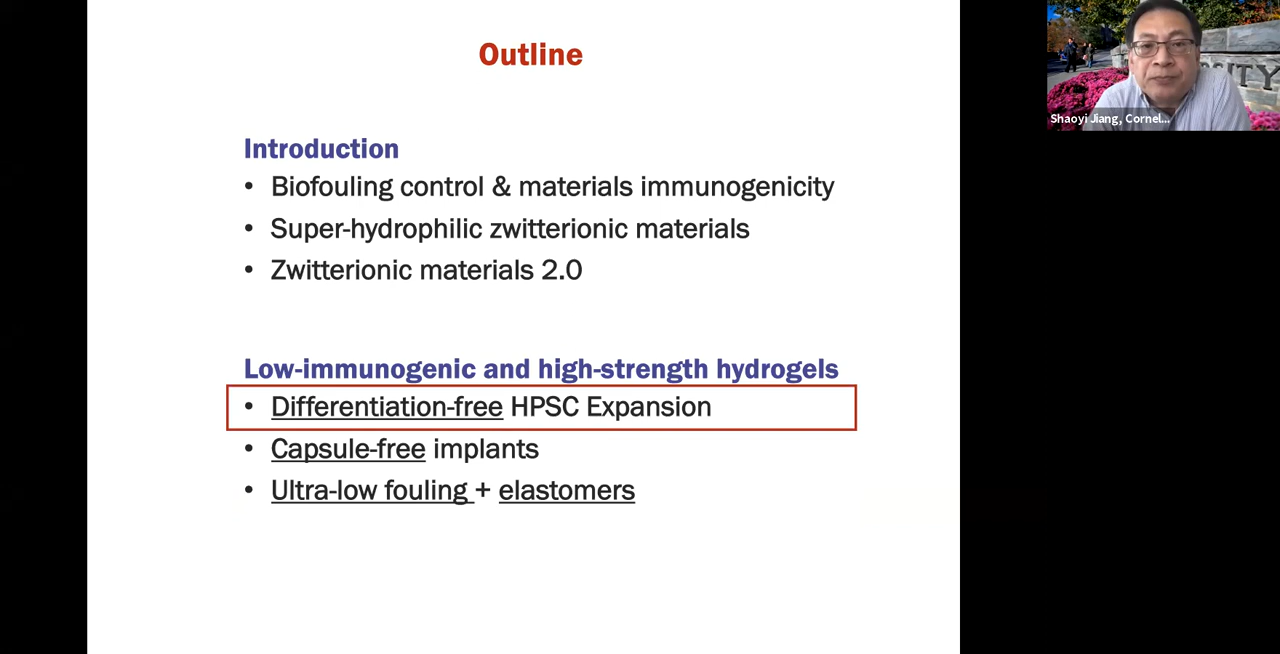 Outline
Introduction
• Biofouling control & materials immunogenicity
• Super-hydrophilic zwitterionic materials
• Zwitterionic materials 2.0
Low-immunogenic and high-strength hydrogels
• Differentiation-free HPSC Expansion
• Capsule-free implants
• Ultra-low fouling + elastomers
Shaoyi Jiang, Cornel...